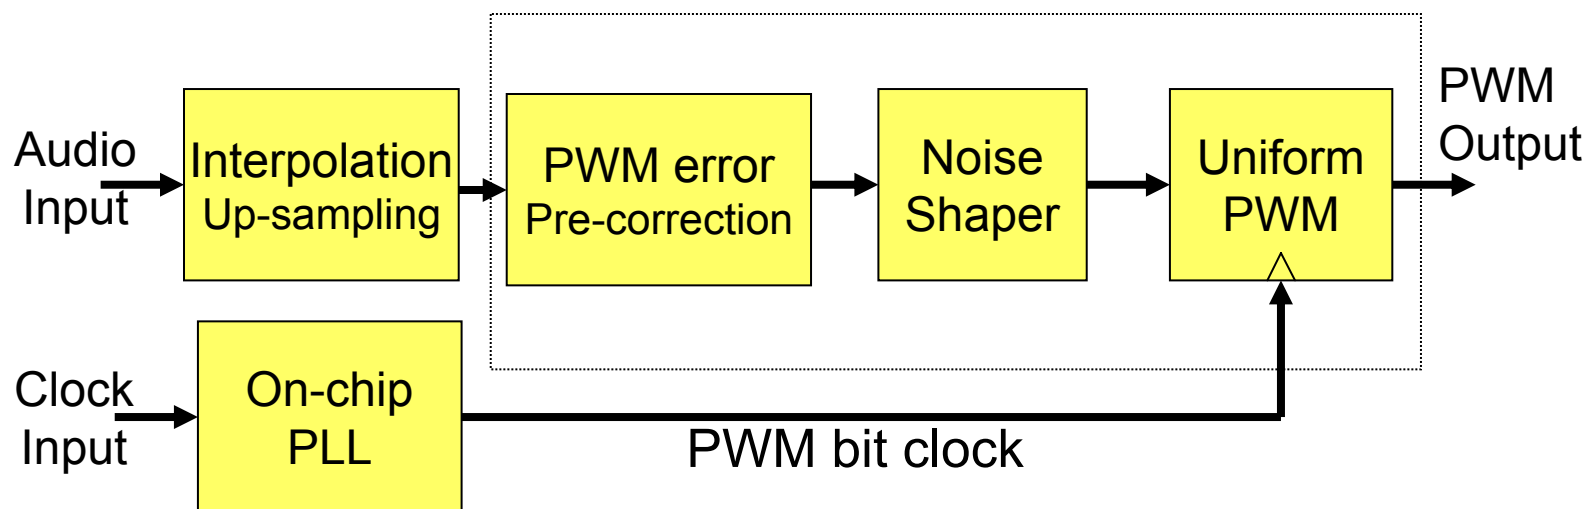 Audio
Input
Interpolation
Up-sampling
PWM error
Pre-correction
Noise
Shaper
Uniform
PWM
PWM
Output
Clock
Input
On-chip
PLL
PWM bit clock